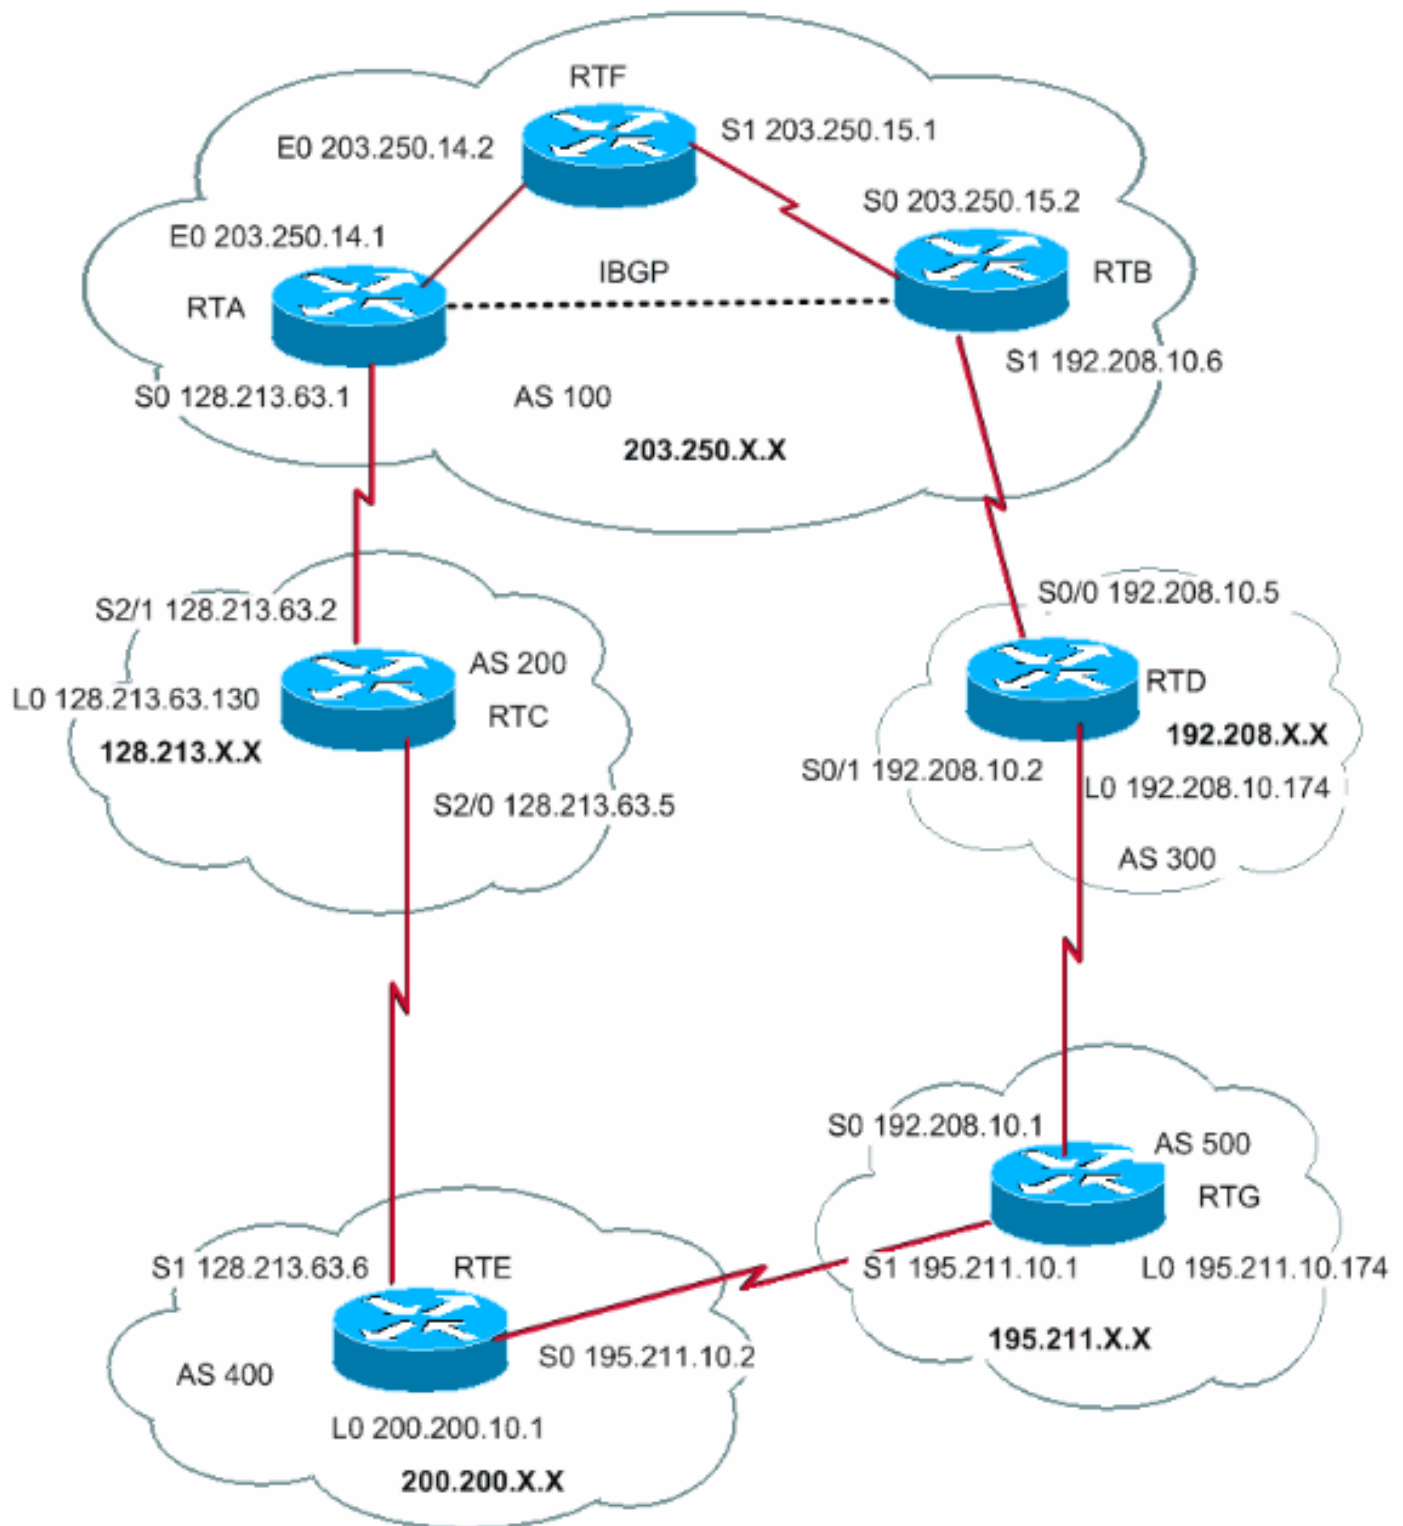 RTF
S1 203.250.15.1
E0 203.250.14.2
S0 203.250.15.2
E0 203.250.14.1
IBGP
RTB
RTA
S1 192.208.10.6
S0 128.213.63.1
AS 100
203.250.X.X
S0/0 192.208.10.5
S2/1 128.213.63.2
AS 200
RTD
L0 128.213.63.130
RTC
192.208.X.X
128.213.X.X
S0/1 192.208.10.2
L0 192.208.10.174
S2/0 128.213.63.5
AS 300
S0 192.208.10.1
AS 500
RTG
S1 128.213.63.6
RTE
S1 195.211.10.1
L0 195.211.10.174
195.211.X.X
S0 195.211.10.2
AS 400
L0 200.200.10.1
200.200.X.X